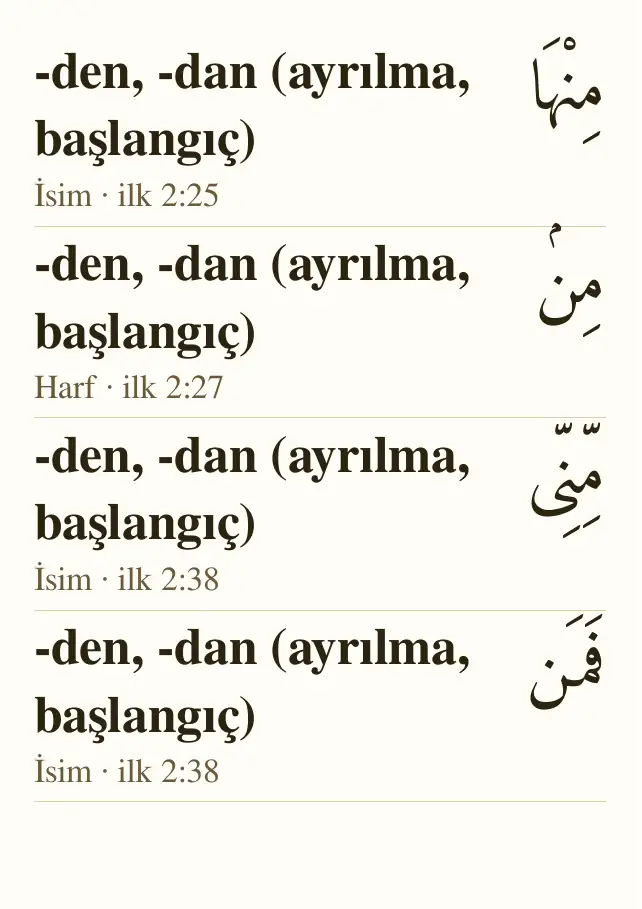 -den, -dan (ayrılma, مِنْهَا
başlangıç)
İsim · ilk 2:25
-den, -dan (ayrılma, مِنۢ
başlangıç)
Harf · ilk 2:27
-den, -dan (ayrılma, مِّنِّى
başlangıç)
İsim · ilk 2:38
-den, -dan (ayrılma, فَمَن
başlangıç)
İsim · ilk 2:38